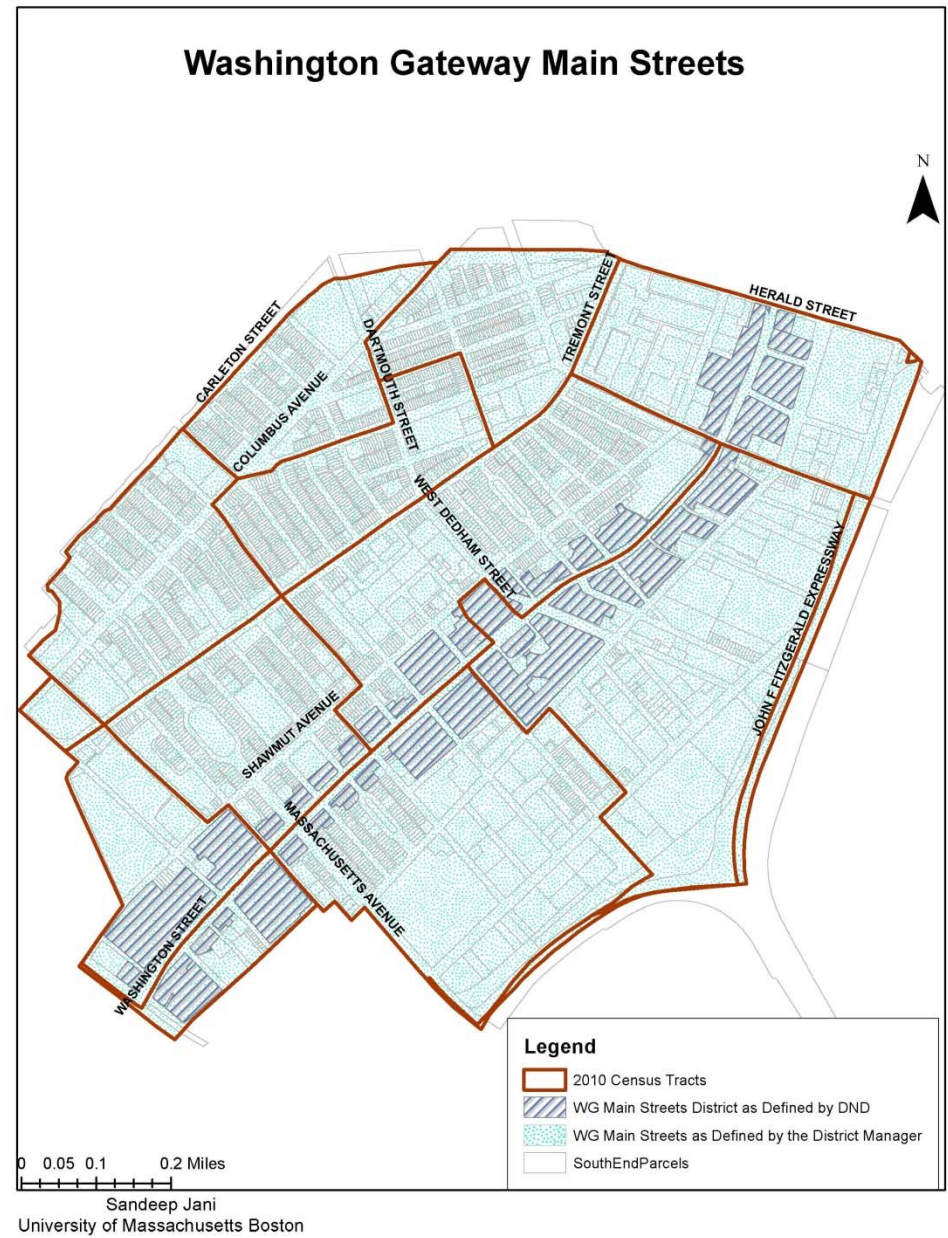 Washington Gateway Main Streets
N
HERALD STREET
TREMONT STREET
CARLETON STREET
DARTMOUTH STREET
COLUMBUS AVENUE
WEST DEDHAM STREET
JOHN F FITZGERALD EXPRESSWAY
SHAWMUT AVENUE
MASSACHUSETTS AVENUE
WASHINGTON STREET
Legend
2010 Census Tracts
WG Main Streets District as Defined by DND
WG Main Streets as Defined by the District Manager
SouthEndParcels
0 0.05 0.1 0.2 Miles
Sandeep Jani
University of Massachusetts Boston